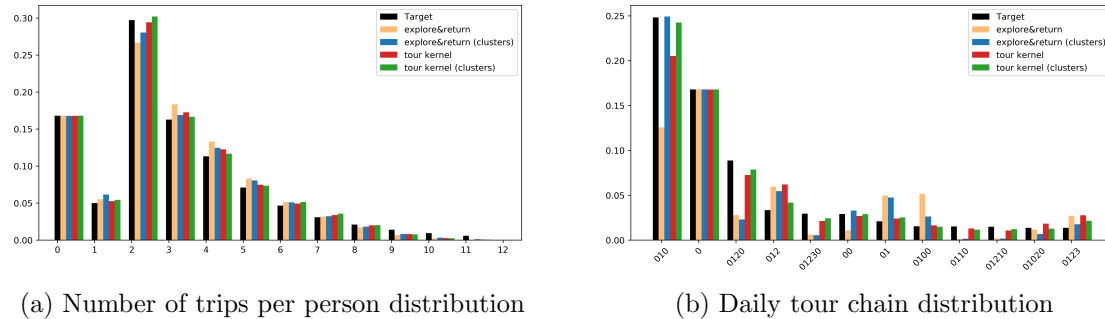 0.30
0.25
0.20
0.15
0.10
0.05
0.00
0 1 2 3 4 5 6 7 8 9 10 11 12
Target
explore&return
explore&return (clusters)
tour kernel
tour kernel (clusters)
(a) Number of trips per person distribution
0.25
0.20
0.15
0.10
0.05
0.00
010 0 0120 012 01230 00 01 0100 0110 01210 01020 0123
Target
explore&return
explore&return (clusters)
tour kernel
tour kernel (clusters)
(b) Daily tour chain distribution